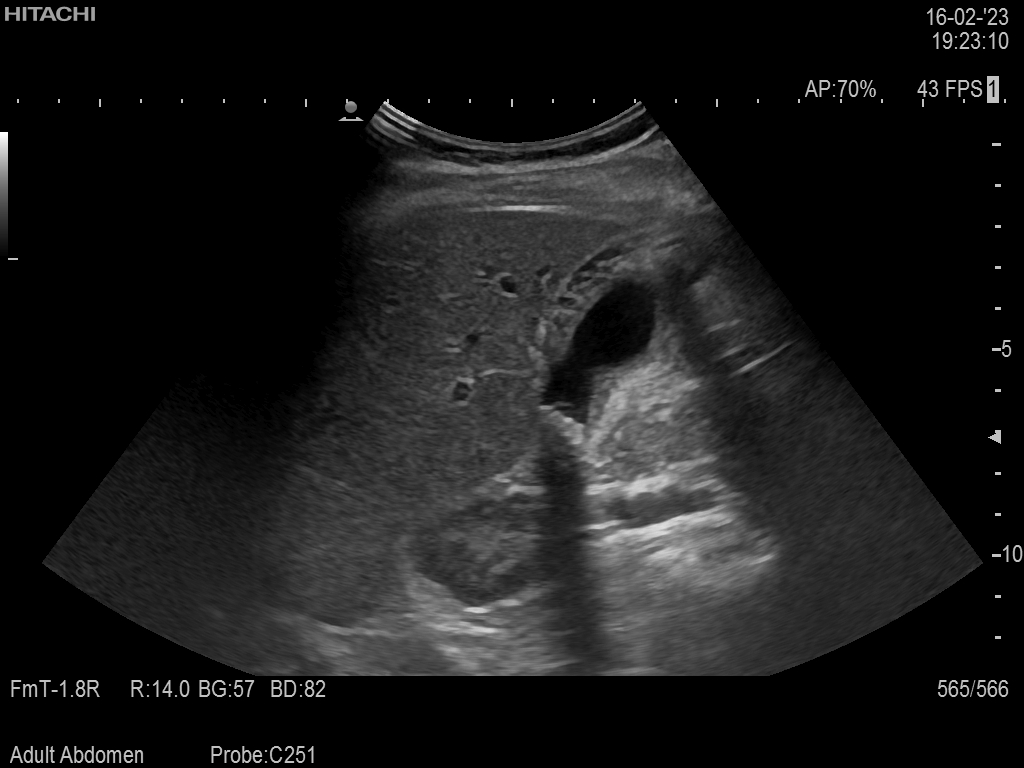 HITACHI
16-02-'23
19:23:10
AP:70% 43 FPS 1
5
10
FmT-1.8R R:14.0 BG:57 BD:82
565/566
Adult Abdomen Probe:C251